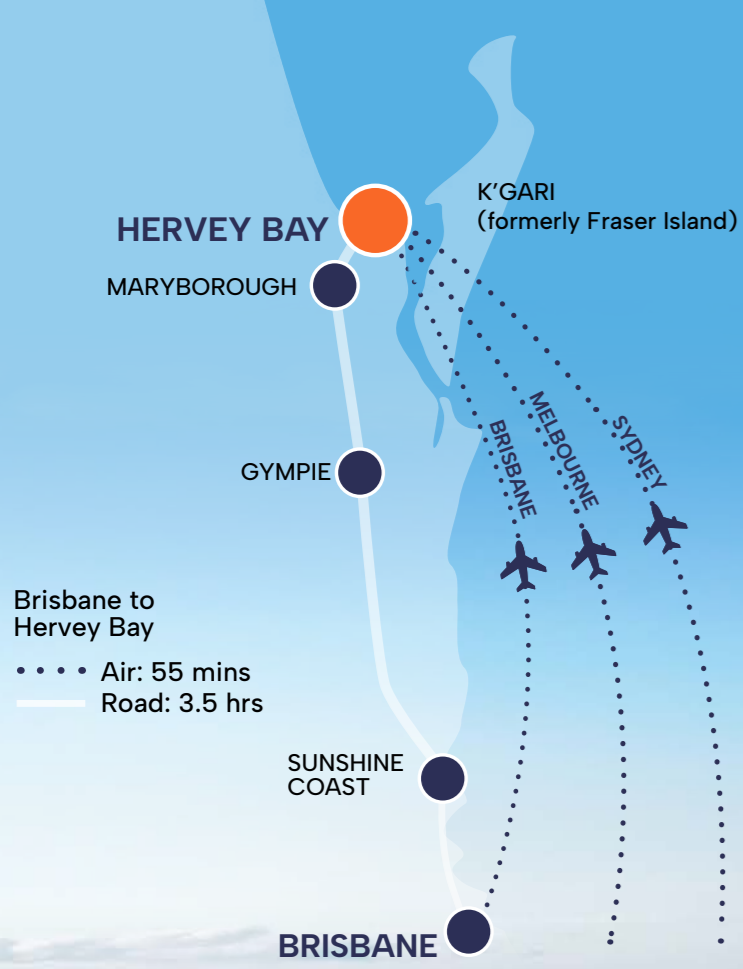 K'GARI
(formerly Fraser Island)
HERVEY BAY
MARYBOROUGH
BRISBANE
MELBOURNE
SYDNEY
GYMPIE
Brisbane to
Hervey Bay
Air: 55 mins
Road: 3.5 hrs
SUNSHINE
COAST
BRISBANE